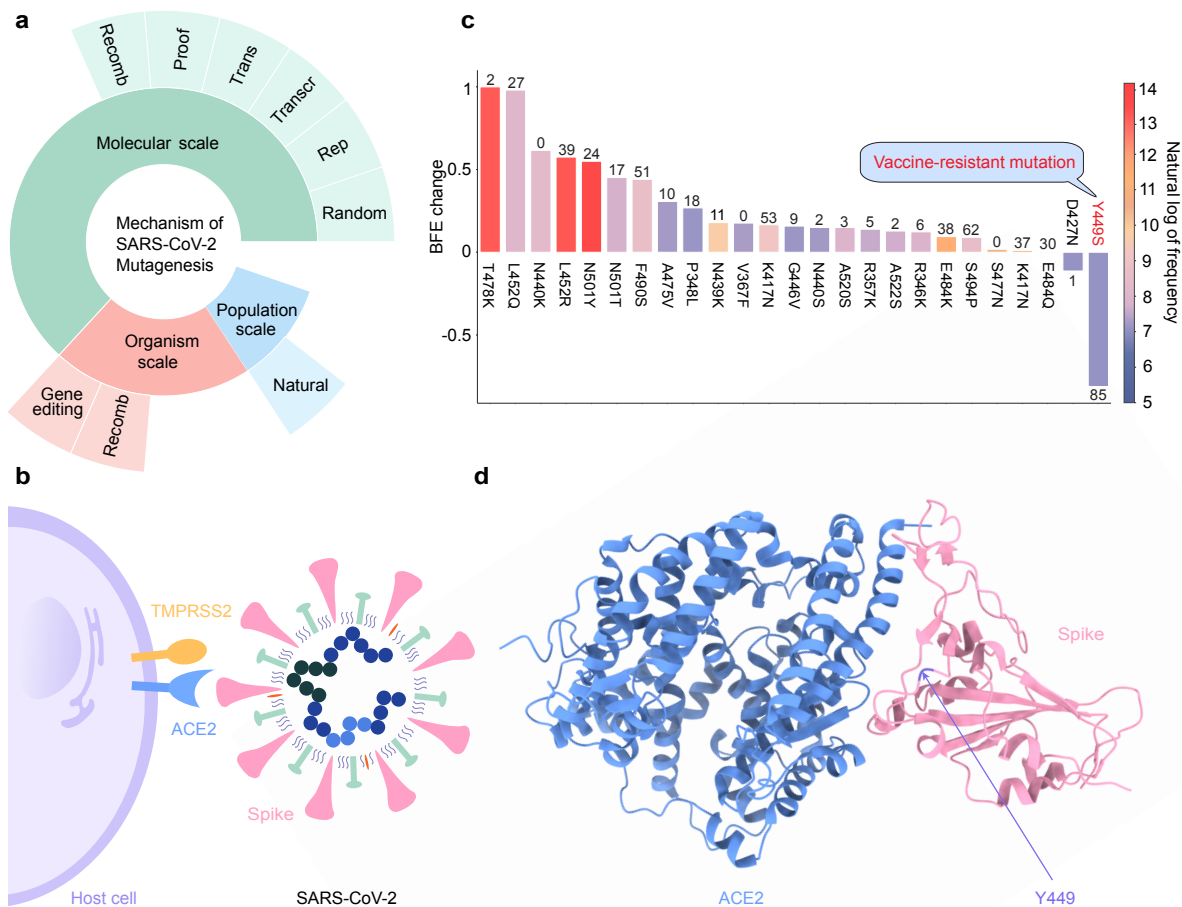 a
Recomb
Proof
Trans
Transcr
Rep
Random
Molecular scale
Mechanism of
SARS-CoV-2
Mutagenesis
Population
scale
Organism
scale
Natural
Gene
editing
Recomb
c
BFE change
1
0.5
0
-0.5
2
27
0
39
24
17
51
10
18
11
0
53
9
2
3
5
2
6
38
62
0
37
30
1
85
T478K
L452Q
N440K
L452R
N501Y
N501T
F490S
A475V
P348L
N439K
V367F
K417N
G446V
N440S
A520S
R357K
A522S
R346K
E484K
S494P
S477N
K417N
E484Q
D427N
Y449S
Vaccine-resistant mutation
14
13
12
11
10
9
8
7
6
5
Natural log of frequency
b
TMPRSS2
ACE2
Spike
Host cell
SARS-CoV-2
d
Spike
ACE2
Y449